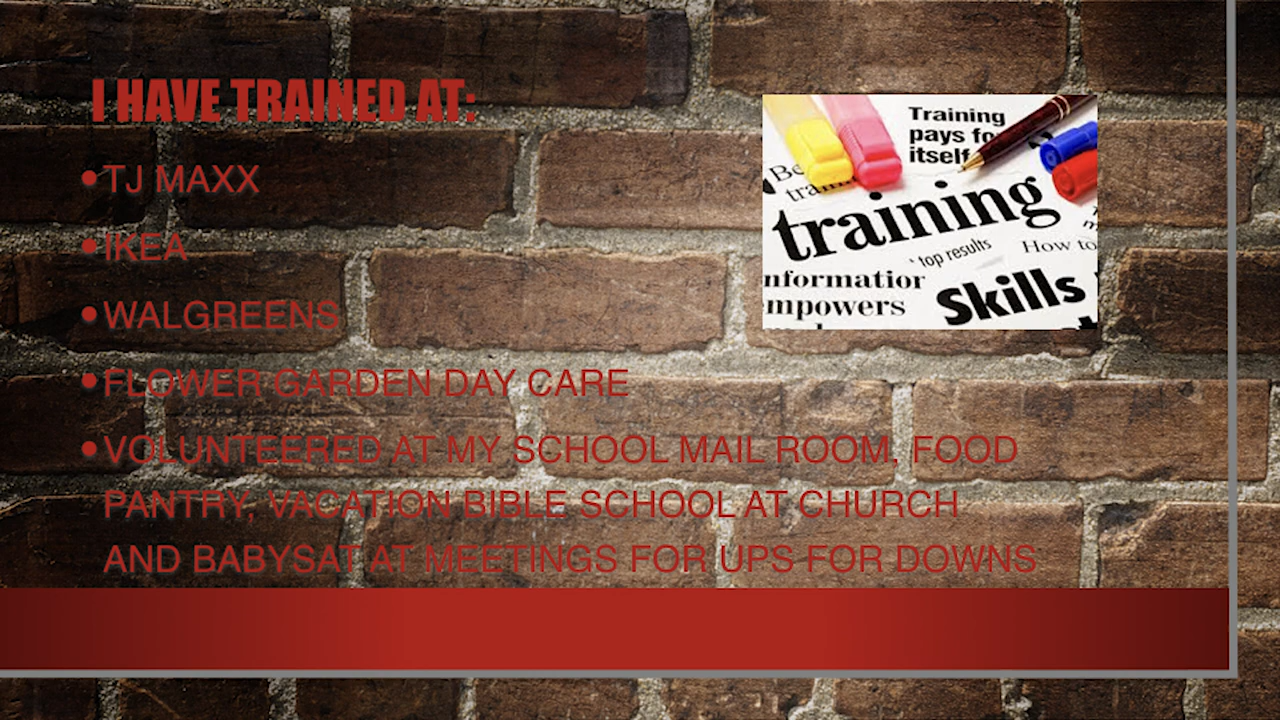 I HAVE TRAINED AT:
•TJ MAXX
•IKEA
•WALGREENS
•FLOWER GARDEN DAY CARE
•VOLUNTEERED AT MY SCHOOL MAIL ROOM, FOOD
PANTRY, VACATION BIBLE SCHOOL AT CHURCH
AND BABYSAT AT MEETINGS FOR UPS FOR DOWNS
Training
pays for
itself
training
top results
How to
Skills